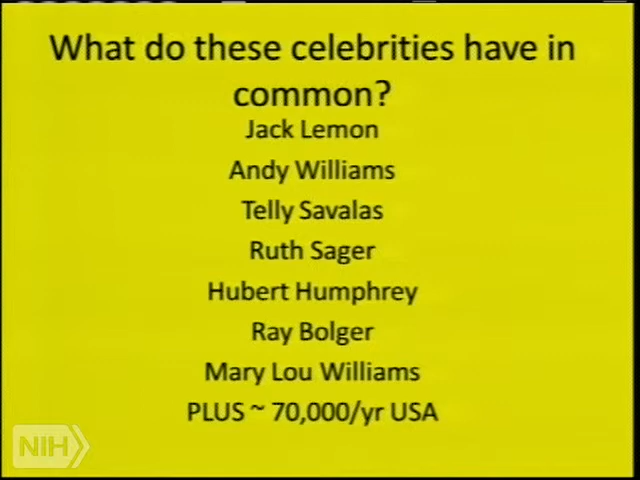 What do these celebrities have in
common?
Jack Lemon
Andy Williams
Telly Savalas
Ruth Sager
Hubert Humphrey
Ray Bolger
Mary Lou Williams
PLUS ~ 70,000/yr USA
NIH